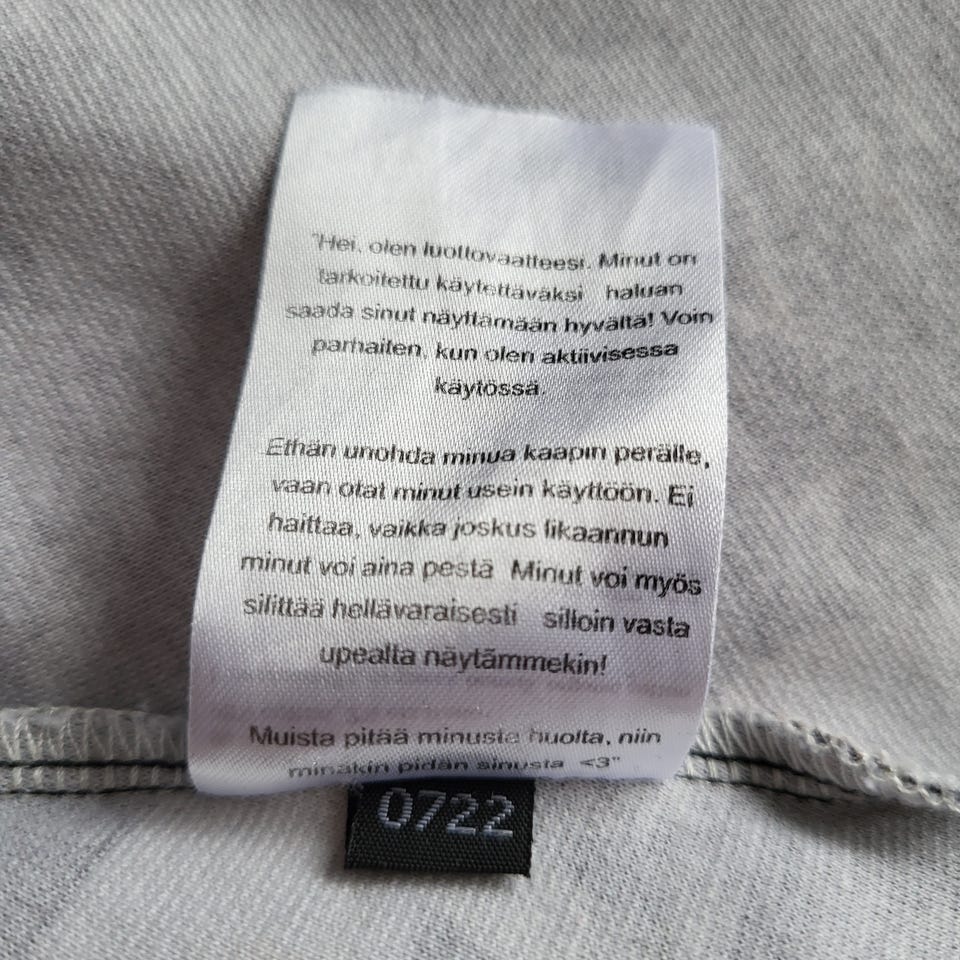 "Hei, olen luottovaatteesi. Minut on
tarkoitettu käytettäväksi haluan
saada sinut näyttämään hyvältä! Voin
parhaiten, kun olen aktiivisessa
käytössä.
Ethän unohda minua kaapin perälle,
vaan otat minut usein käyttöön. Ei
haittaa, vaikka joskus likaannun
minut voi aina pestä Minut voi myös
silittää hellävaraisesti silloin vasta
upealta näytämmekin!
Muista pitää minusta huolta, niin
minäkin pidän sinusta <3"
0722